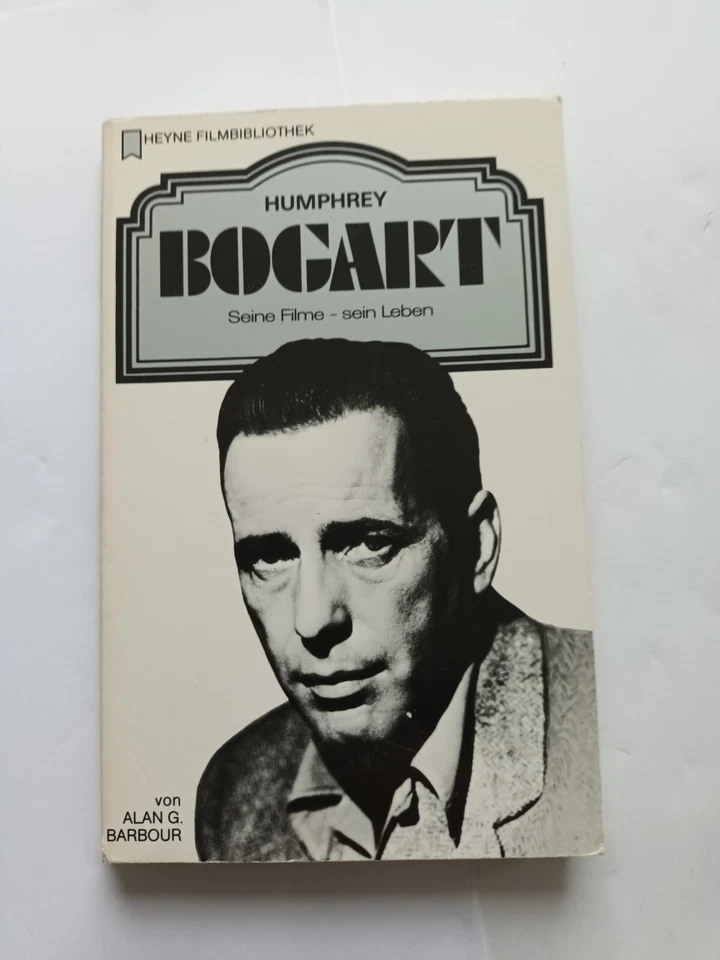 HEYNE FILMBIBLIOTHEK
HUMPHREY
BOGART
Seine Filme – sein Leben
von
ALAN G.
BARBOUR